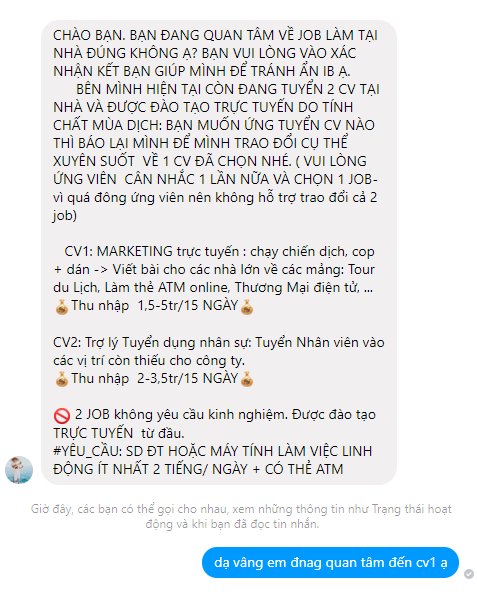 CHÀO BẠN. BẠN ĐANG QUAN TÂM VỀ JOB LÀM TẠI
NHÀ ĐÚNG KHÔNG Ạ? BẠN VUI LÒNG VÀO XÁC
NHẬN KẾT BẠN GIÚP MÌNH ĐỂ TRÁNH ẨN IB Ạ.
BÊN MÌNH HIỆN TẠI CÒN ĐANG TUYỂN 2 CV TẠI
NHÀ VÀ ĐƯỢC ĐÀO TẠO TRỰC TUYẾN DO TÍNH
CHẤT MÙA DỊCH: BẠN MUỐN ỨNG TUYỂN CV NÀO
THÌ BÁO LẠI MÌNH ĐỂ MÌNH TRAO ĐỔI CỤ THỂ
XUYÊN SUỐT VỀ 1 CV ĐÃ CHỌN NHÉ. ( VUI LÒNG
ỨNG VIÊN CÂN NHẮC 1 LẦN NỮA VÀ CHỌN 1 JOB-
vì quá đông ứng viên nên không hỗ trợ trao đổi cả 2
job)
CV1: MARKETING trực tuyến : chạy chiến dịch, cop
+ dán -> Viết bài cho các nhà lớn về các mảng: Tour
du Lịch, Làm thẻ ATM online, Thương Mại điện tử, ...
💰Thu nhập 1,5-5tr/15 NGÀY💰
CV2: Trợ lý Tuyển dụng nhân sự: Tuyển Nhân viên vào
các vị trí còn thiếu cho công ty.
💰Thu nhập 2-3,5tr/15 NGÀY💰
🚫 2 JOB không yêu cầu kinh nghiệm. Được đào tạo
TRỰC TUYẾN từ đầu.
#YÊU_CẦU: SD ĐT HOẶC MÁY TÍNH LÀM VIỆC LINH
ĐỘNG ÍT NHẤT 2 TIẾNG/ NGÀY + CÓ THẺ ATM
Giờ đây, các bạn có thể gọi cho nhau, xem những thông tin như Trạng thái hoạt
động và khi bạn đã đọc tin nhắn.
dạ vâng em đnag quan tâm đến cv1 ạ